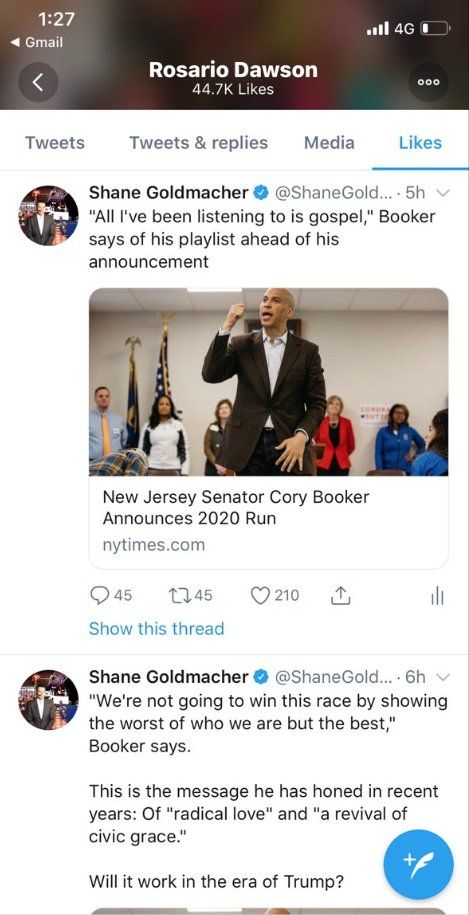 1:27
4G
◄ Gmail
Rosario Dawson
44.7K Likes
Tweets
Tweets & replies
Media
Likes
Shane Goldmacher @ShaneGold... · 5h
"All I've been listening to is gospel," Booker
says of his playlist ahead of his
announcement
New Jersey Senator Cory Booker
Announces 2020 Run
nytimes.com
45
45
210
Show this thread
Shane Goldmacher @ShaneGold... · 6h
"We're not going to win this race by showing
the worst of who we are but the best,"
Booker says.
This is the message he has honed in recent
years: Of "radical love" and "a revival of
civic grace."
Will it work in the era of Trump?